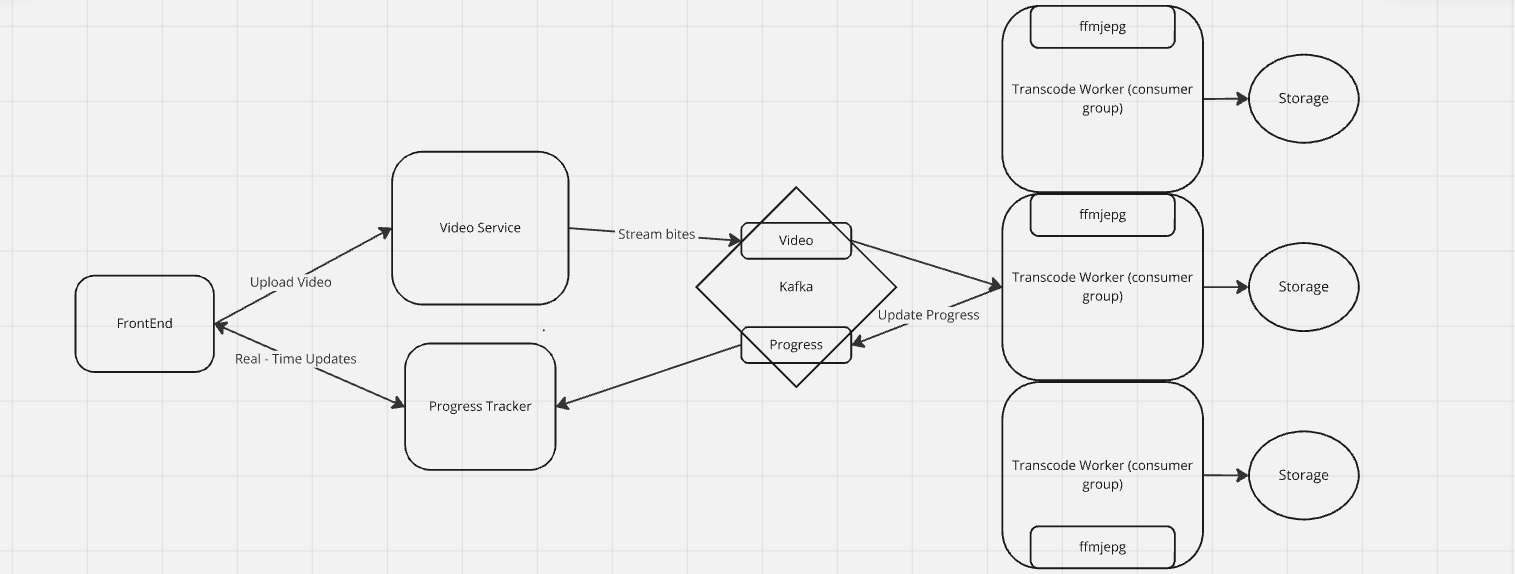 ffmjepg
Transcode Worker (consumer
group)
Storage
Video Service
Stream bites
Video
ffmjepg
Upload Video
Kafka
Transcode Worker (consumer
group)
Storage
FrontEnd
Update Progress
Real - Time Updates
Progress
Progress Tracker
Transcode Worker (consumer
group)
Storage
ffmjepg